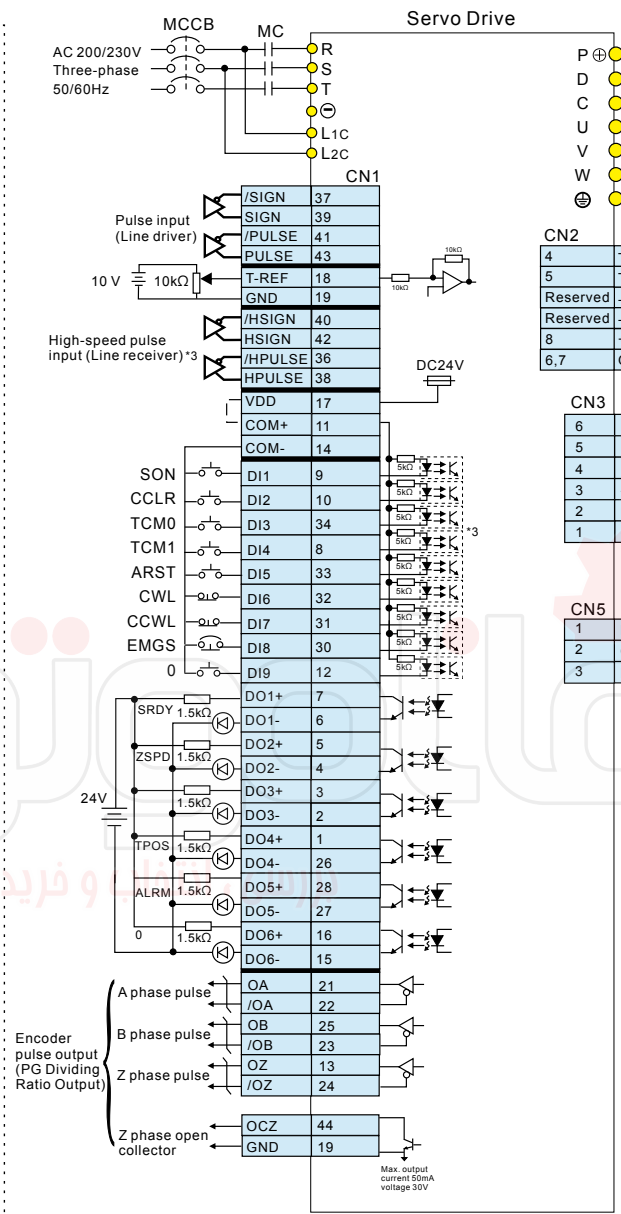 Servo Drive
MCCB
MC
AC 200/230V
Three-phase
50/60Hz
R
S
T
⊖
L1C
L2C
P⊕
D
C
U
V
W
CN1
/SIGN 37
SIGN 39
/PULSE 41
PULSE 43
T-REF 18
GND 19
/HSIGN 40
HSIGN 42
/HPULSE 36
HPULSE 38
VDD 17
COM+ 11
COM- 14
DI1 9
DI2 10
DI3 34
DI4 8
DI5 33
DI6 32
DI7 31
DI8 30
DI9 12
DO1+ 7
DO1- 6
DO2+ 5
DO2- 4
DO3+ 3
DO3- 2
DO4+ 1
DO4- 26
DO5+ 28
DO5- 27
DO6+ 16
DO6- 15
OA 21
/OA 22
OB 25
/OB 23
OZ 13
/OZ 24
OCZ 44
GND 19
Pulse input
(Line driver)
10 V
10kΩ
10kΩ
10kΩ
High-speed pulse
input (Line receiver)*3
DC24V
SON
CCLR
TCM0
TCM1
ARST
CWL
CCWL
EMGS
0
5kΩ
5kΩ
5kΩ
5kΩ
5kΩ
5kΩ
5kΩ
5kΩ
5kΩ
*3
24V
SRDY 1.5kΩ
ZSPD 1.5kΩ
1.5kΩ
TPOS 1.5kΩ
ALRM 1.5kΩ
0 1.5kΩ
Encoder
pulse output
(PG Dividing
Ratio Output)
A phase pulse
B phase pulse
Z phase pulse
Z phase open
collector
Max. output
current 50mA
voltage 30V
CN2
4
5
Reserved
Reserved
8
6,7
CN3
6
5
4
3
2
1
CN5
1
2
3